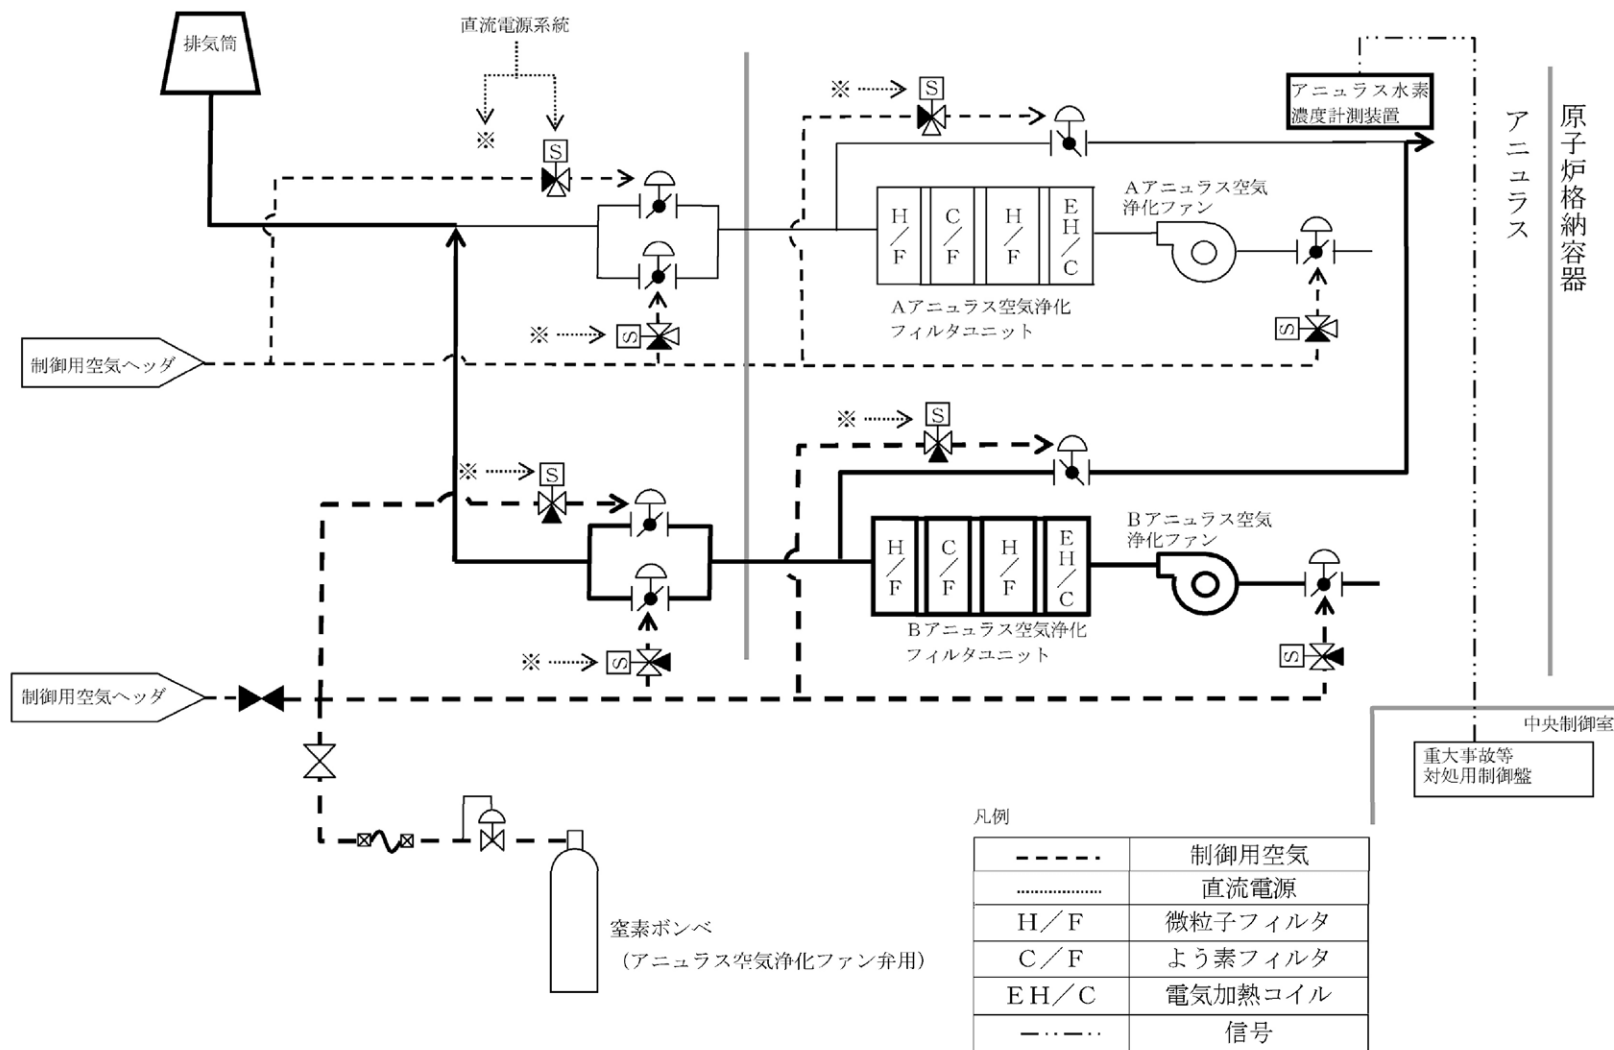 排気筒
直流電源系統
※
※
S
S
アニュラス水素
濃度計測装置
アニュラス
原子炉格納容器
H/F
C/F
H/F
EH/C
Aアニュラス空気
浄化ファン
Aアニュラス空気浄化
フィルタユニット
※
S
S
制御用空気ヘッダ
※
S
※
S
H/F
C/F
H/F
EH/C
Bアニュラス空気
浄化ファン
Bアニュラス空気浄化
フィルタユニット
※
S
S
制御用空気ヘッダ
中央制御室
重大事故等
対処用制御盤
窒素ボンベ
（アニュラス空気浄化ファン弁用）
凡例
制御用空気
直流電源
H／F 微粒子フィルタ
C／F よう素フィルタ
EH／C 電気加熱コイル
信号